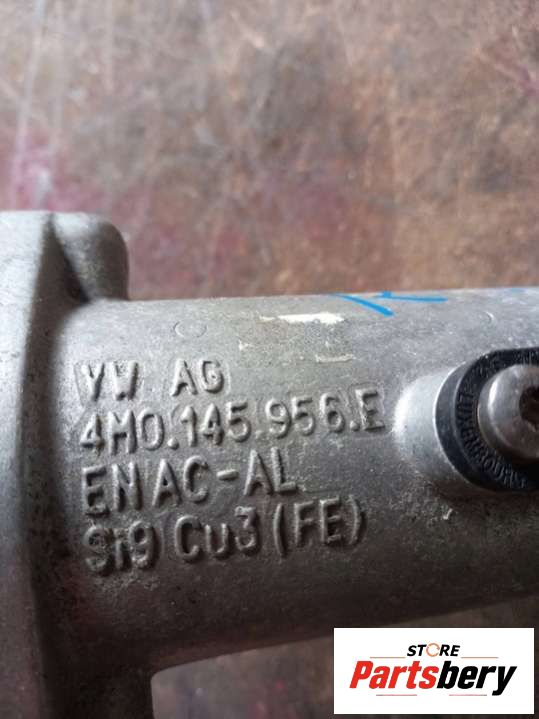 VW AG
4M0.145.956.E
EN AC-AL
Si9 Cu3 (FE)
STORE
Partsbery